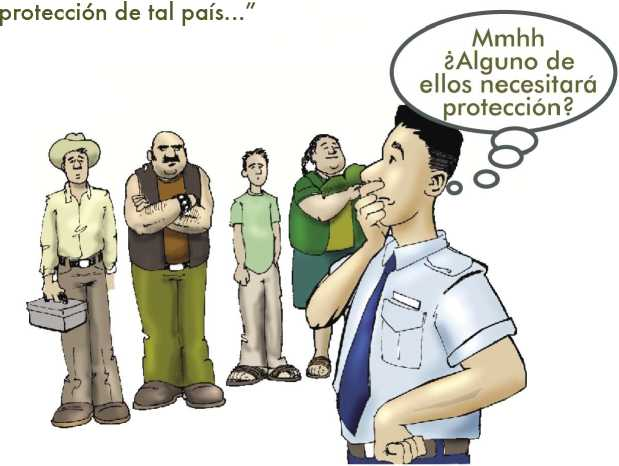 protección de tal país...”
Mmhh
¿Alguno de
ellos necesitará
protección?